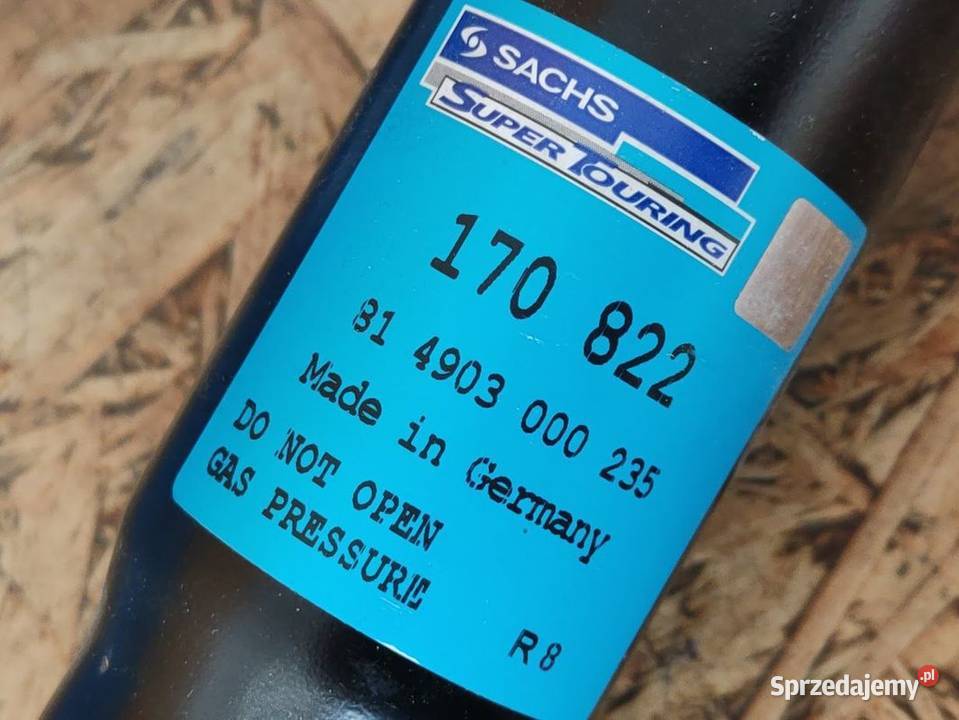 SACHS
SUPER TOURING
170 822
81 4903 000 235
Made in Germany
DO NOT OPEN
GAS PRESSURE
R8
Sprzedajemy.pl